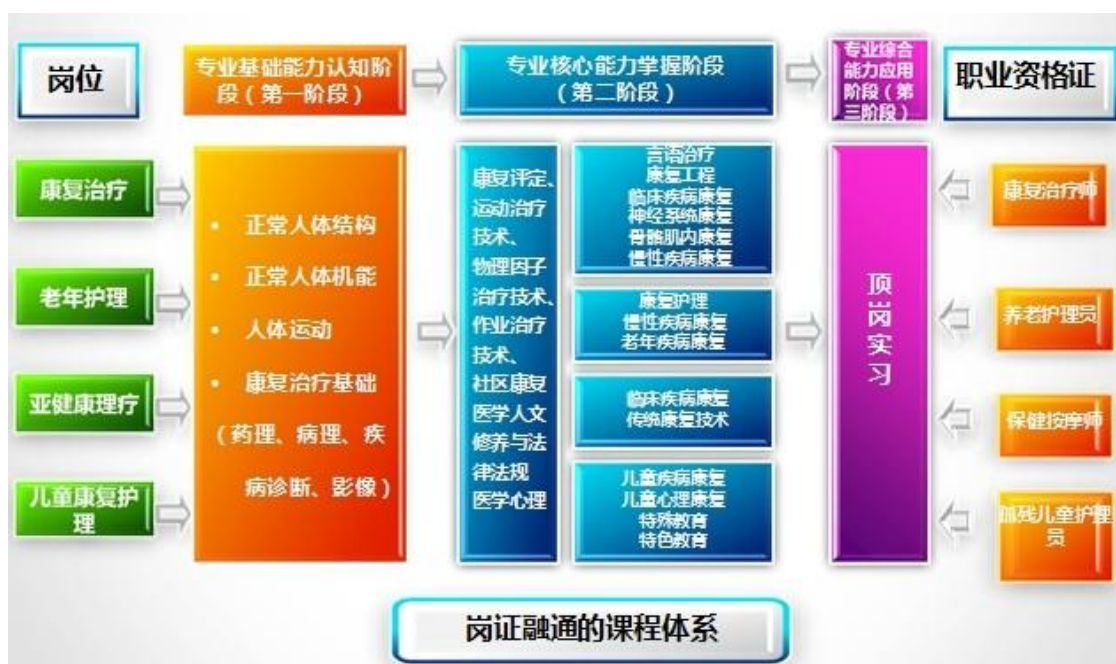 岗位
专业基础能力认知阶
段（第一阶段）
专业核心能力掌握阶段
（第二阶段）
专业综合
能力应用
阶段（第
三阶段）
职业资格证
康复治疗
老年护理
亚健康理疗
儿童康复护
理
• 正常人体结构
• 正常人体机能
• 人体运动
• 康复治疗基础
（药理、病理、疾
病诊断、影像）
康复评定、
运动治疗
技术、
物理因子
治疗技术、
作业治疗
技术、
社区康复
医学人文
修养与法
律法规
医学心理
言语治疗
康复工程
临床疾病康复
神经系统康复
骨骼肌内康复
慢性疾病康复
康复护理
慢性疾病康复
老年疾病康复
临床疾病康复
传统康复技术
儿童疾病康复
儿童心理康复
特殊教育
特色教育
顶岗实习
康复治疗师
养老护理员
保健按摩师
孤残儿童护理
员
岗证融通的课程体系